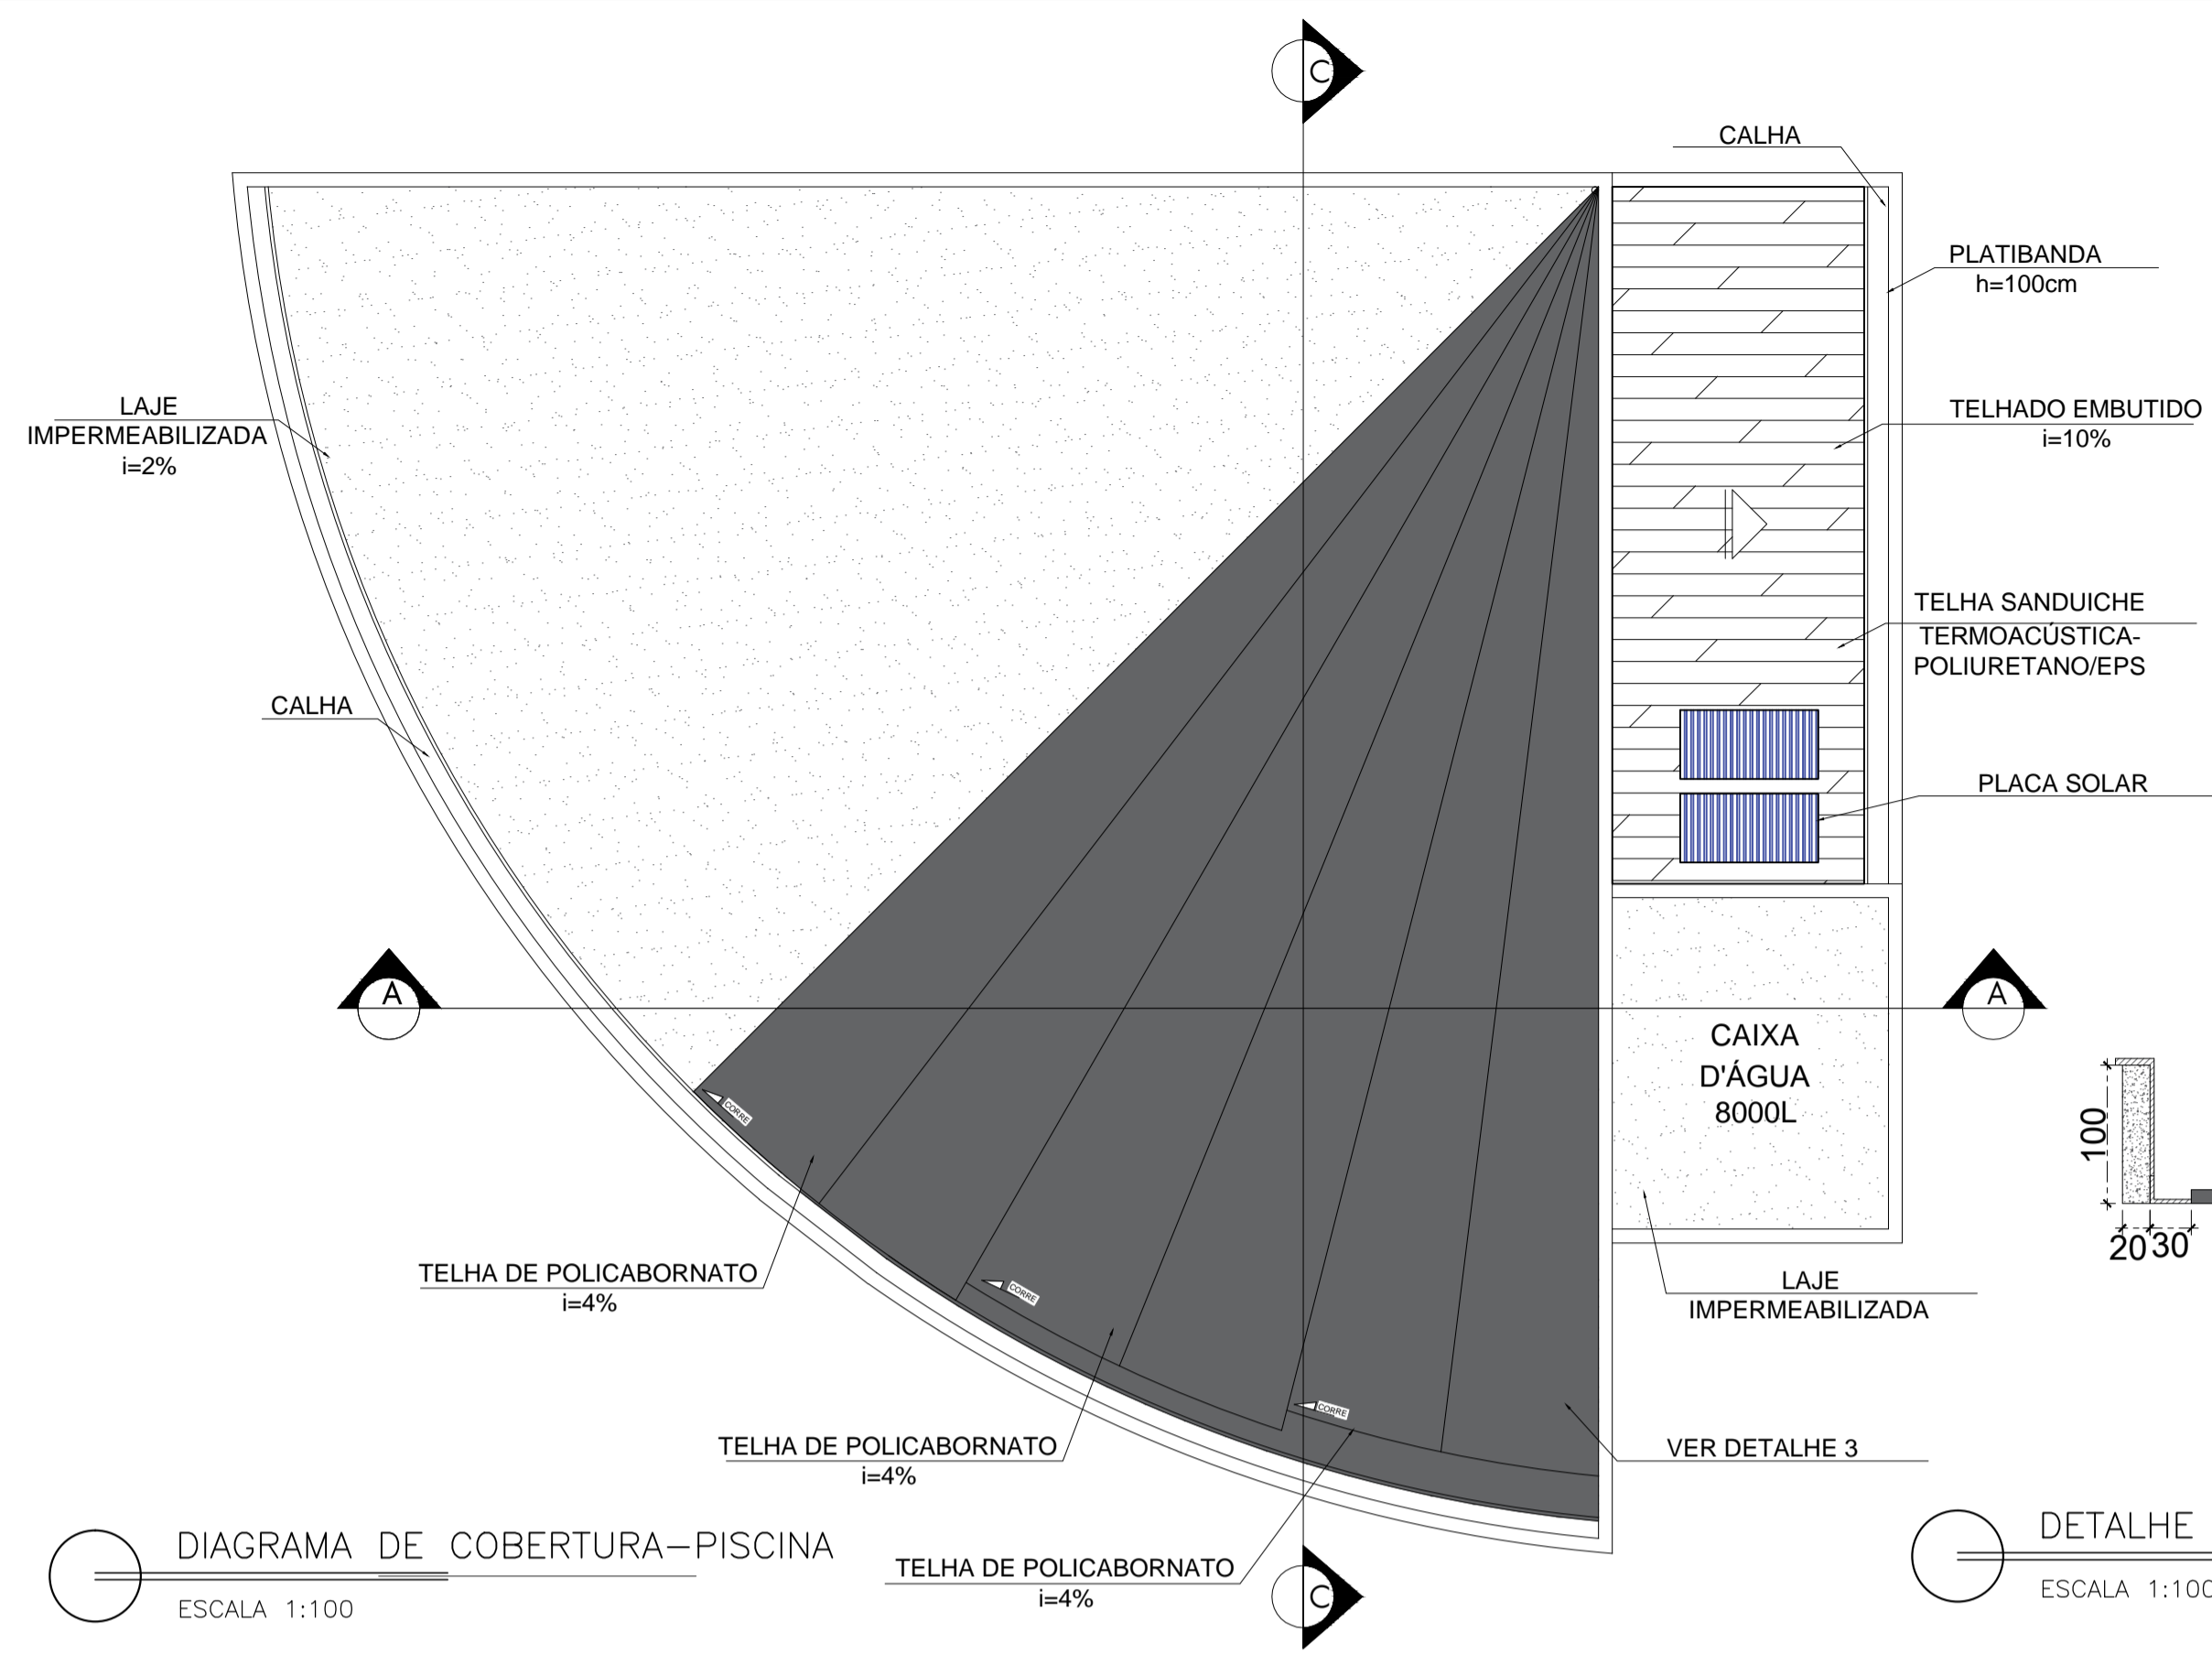 C
CALHA
PLATIBANDA
h=100cm
LAJE
IMPERMEABILIZADA
i=2%
TELHADO EMBUTIDO
i=10%
TELHA SANDUICHE
TERMOACÚSTICA-
POLIURETANO/EPS
CALHA
PLACA SOLAR
A
A
CAIXA
D'ÁGUA
8000L
CORRE
100
20
30
TELHA DE POLICABORNATO
i=4%
CORRE
LAJE
IMPERMEABILIZADA
CORRE
TELHA DE POLICABORNATO
i=4%
VER DETALHE 3
DIAGRAMA DE COBERTURA-PISCINA
ESCALA 1:100
TELHA DE POLICABORNATO
i=4%
C
DETALHE
ESCALA 1:100